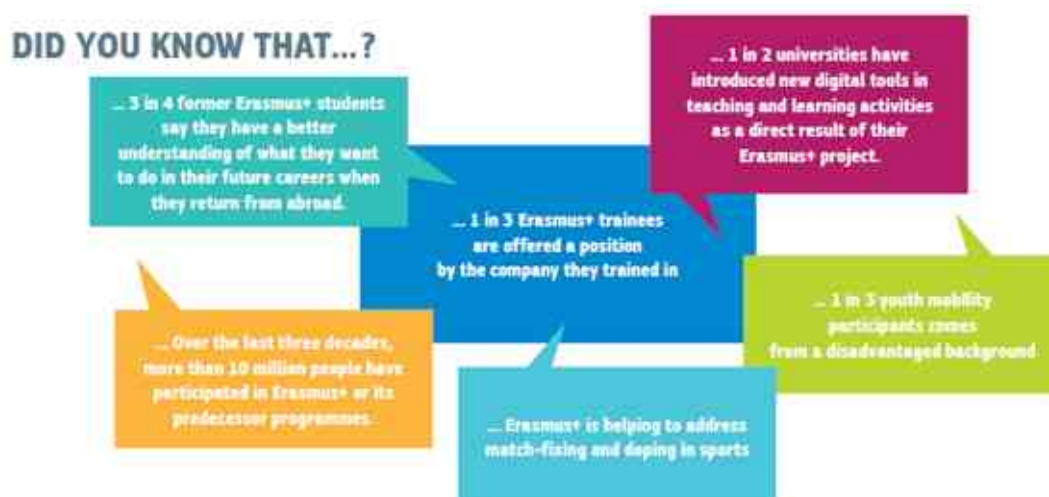 DID YOU KNOW THAT...?
... 3 in 4 former Erasmus+ students
say they have a better
understanding of what they want
to do in their future careers when
they return from abroad.
... 1 in 2 universities have
introduced new digital tools in
teaching and learning activities
as a direct result of their
Erasmus+ project.
... 1 in 3 Erasmus+ trainees
are offered a position
by the company they trained in
... 1 in 3 youth mobility
participants comes
from a disadvantaged background
... Over the last three decades,
more than 10 million people have
participated in Erasmus+ or its
predecessor programmes.
... Erasmus+ is helping to address
match-fixing and doping in sports